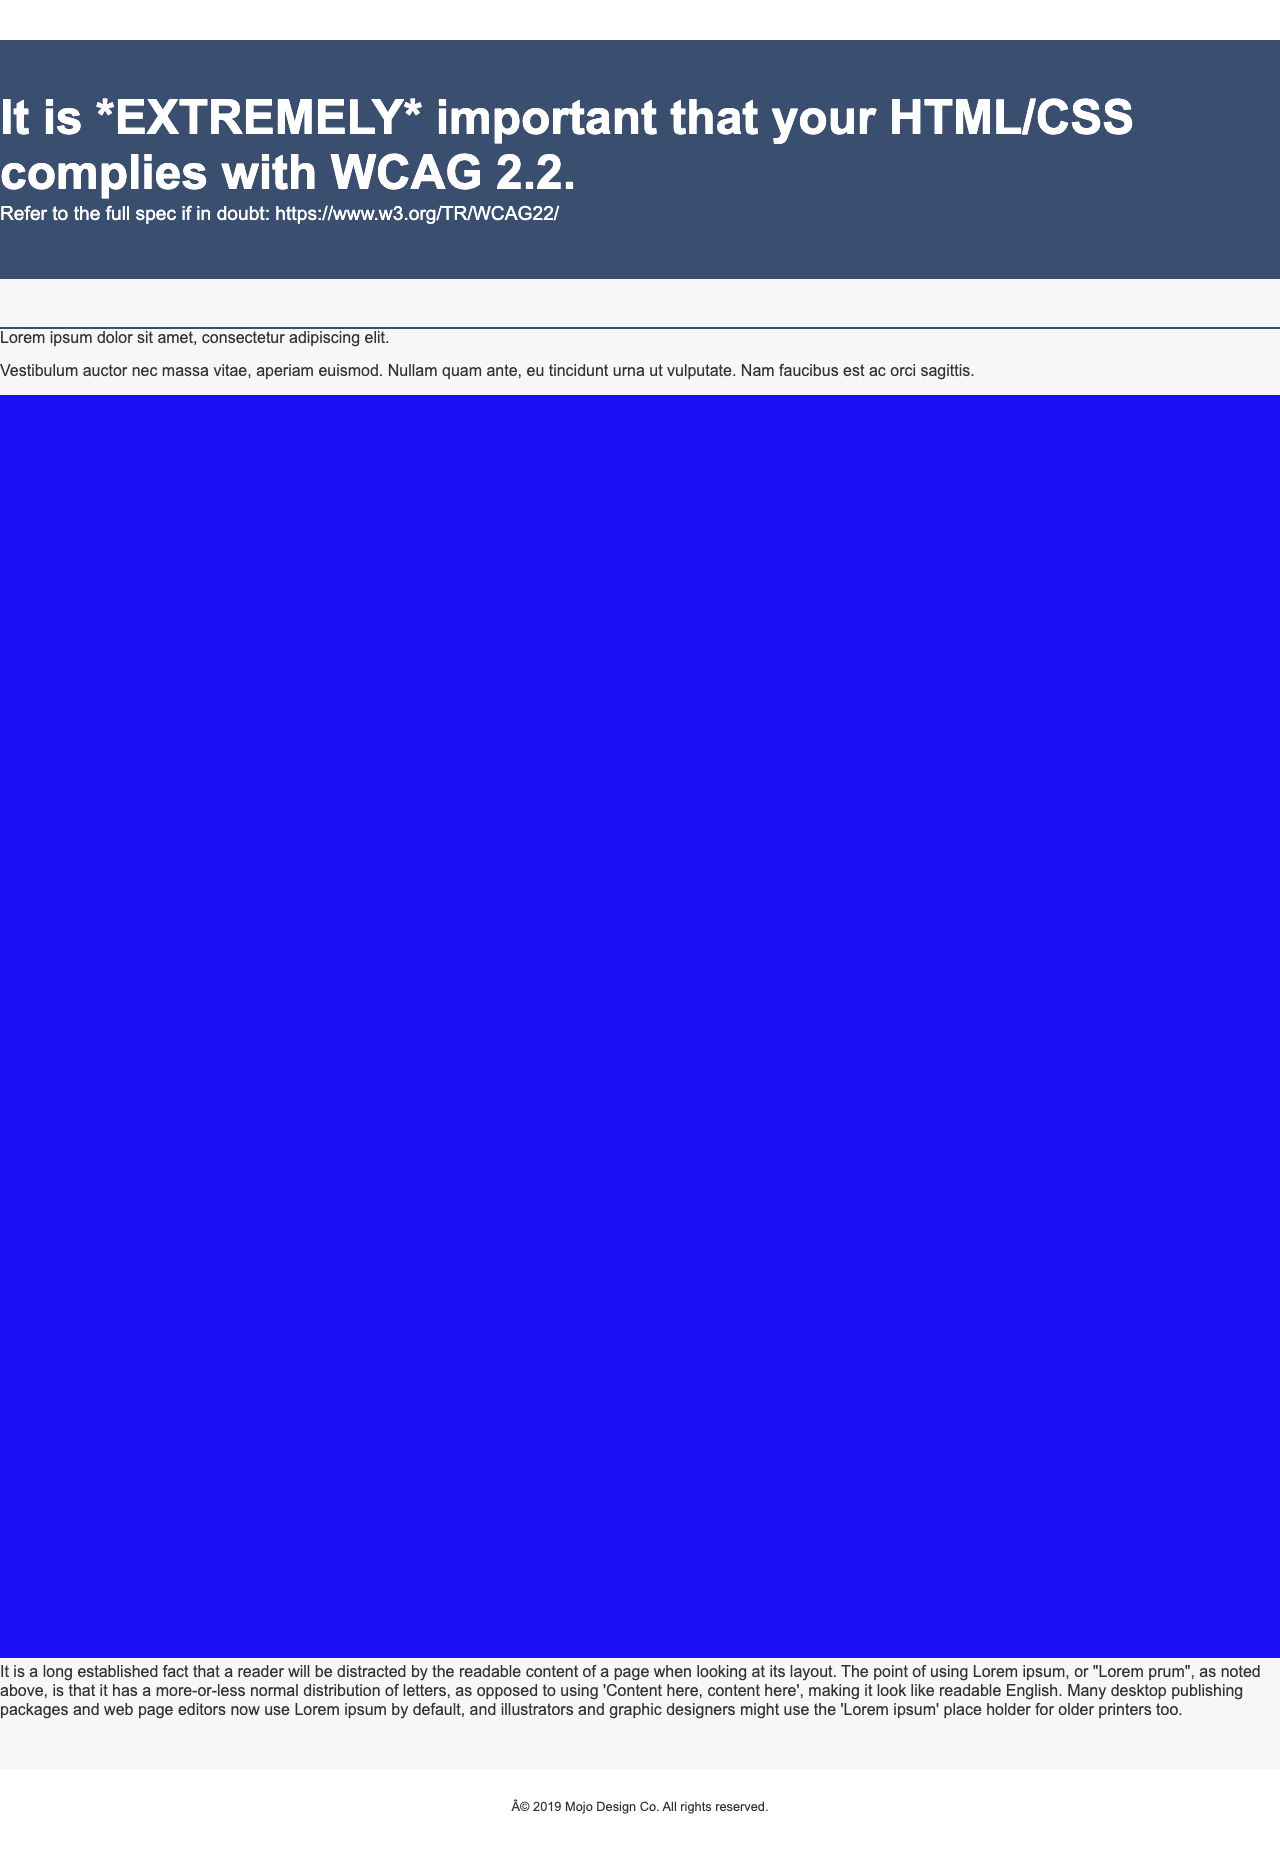 It is *EXTREMELY* important that your HTML/CSS
complies with WCAG 2.2.
Refer to the full spec if in doubt: https://www.w3.org/TR/WCAG22/
Lorem ipsum dolor sit amet, consectetur adipiscing elit.
Vestibulum auctor nec massa vitae, aperiam euismod. Nullam quam ante, eu tincidunt urna ut vulputate. Nam faucibus est ac orci sagittis.
It is a long established fact that a reader will be distracted by the readable content of a page when looking at its layout. The point of using Lorem ipsum, or "Lorem prum", as noted
above, is that it has a more-or-less normal distribution of letters, as opposed to using 'Content here, content here', making it look like readable English. Many desktop publishing
packages and web page editors now use Lorem ipsum by default, and illustrators and graphic designers might use the 'Lorem ipsum' place holder for older printers too.
Â© 2019 Mojo Design Co. All rights reserved.